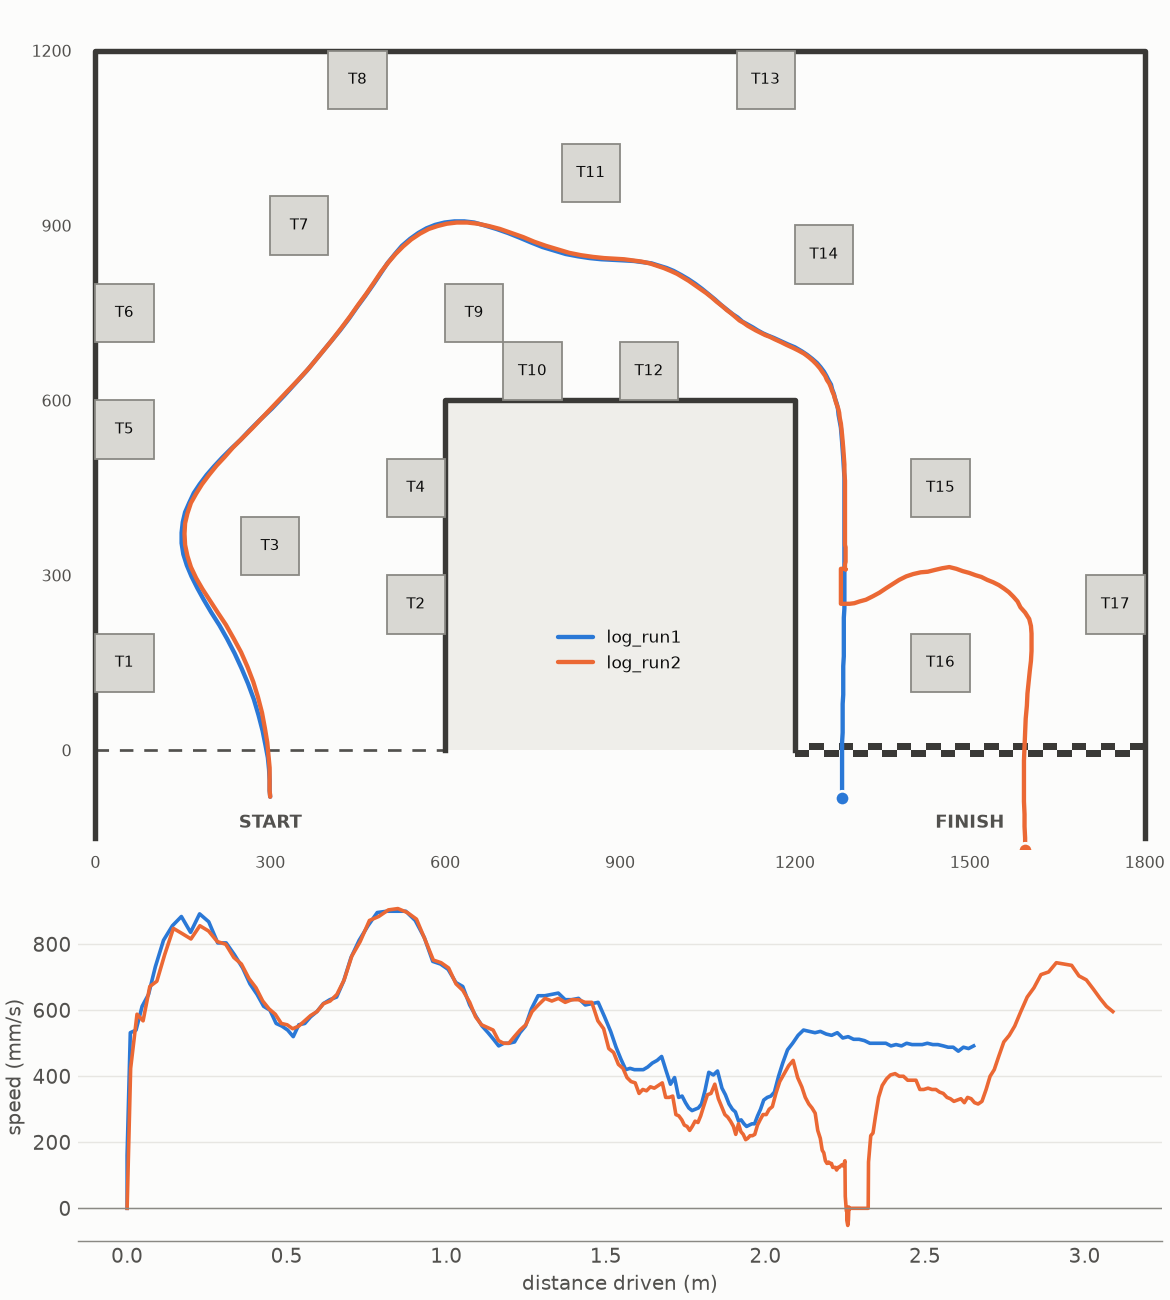 1200
T8
T13
T11
T7
900
T14
T6
T9
T10
T12
600
T5
T4
T15
T3
300
T2
T17
log_run1
T1
log_run2
T16
0
START
FINISH
0
300
600
900
1200
1500
1800
800
600
400
200
0
speed (mm/s)
0.0
0.5
1.0
1.5
2.0
2.5
3.0
distance driven (m)